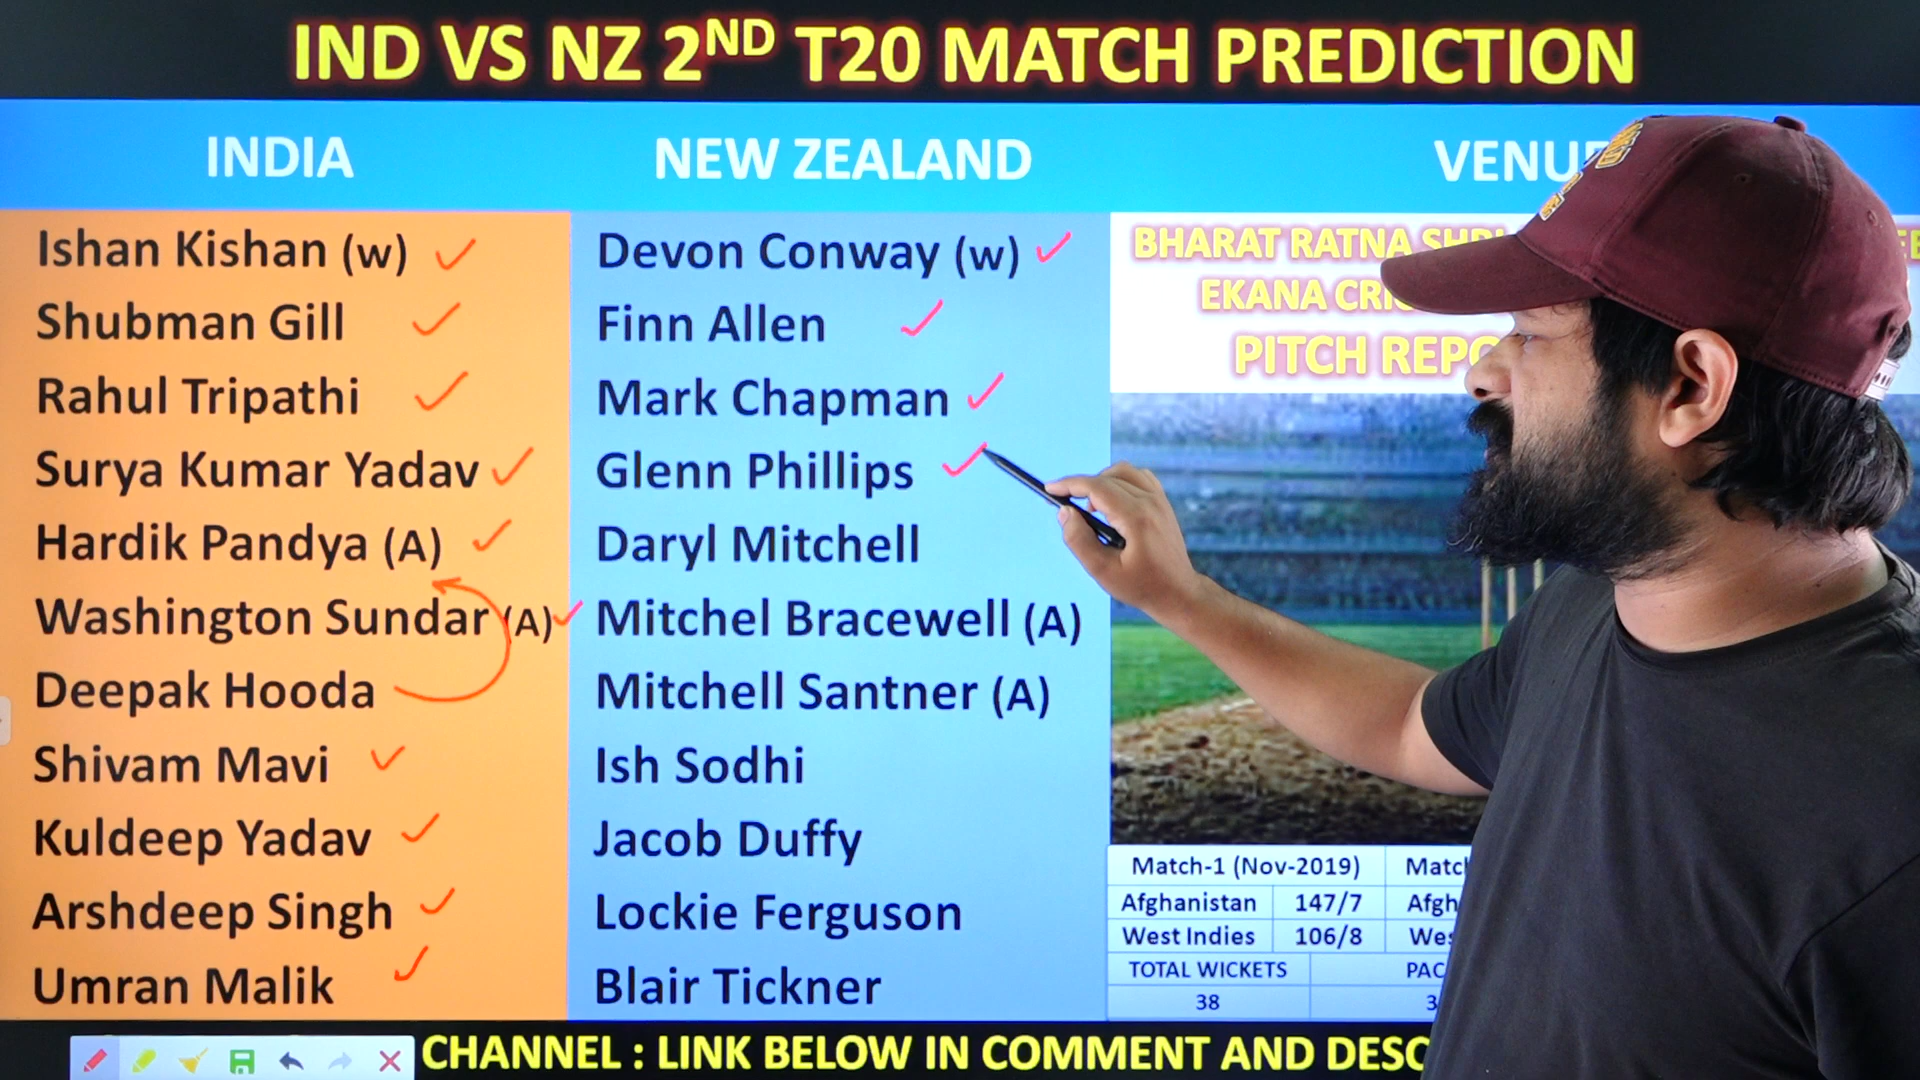 IND VS NZ 2ND T20 MATCH PREDICTION
INDIA
NEW ZEALAND
Ishan Kishan (w)
Shubman Gill
Rahul Tripathi
Surya Kumar Yadav
Hardik Pandya (A)
Washington Sundar (A)
Deepak Hooda
Shivam Mavi
Kuldeep Yadav
Arshdeep Singh
Umran Malik
Devon Conway (w)
Finn Allen
Mark Chapman
Glenn Phillips
Daryl Mitchell
Mitchel Bracewell (A)
Mitchell Santner (A)
Ish Sodhi
Jacob Duffy
Lockie Ferguson
Blair Tickner
BHARAT RATNA
EKANA
PITCH
Match-1 (Nov-2019)
Afghanistan 147/7
West Indies 106/8
TOTAL WICKETS
38
CHANNEL : LINK BELOW IN COMMENT AND